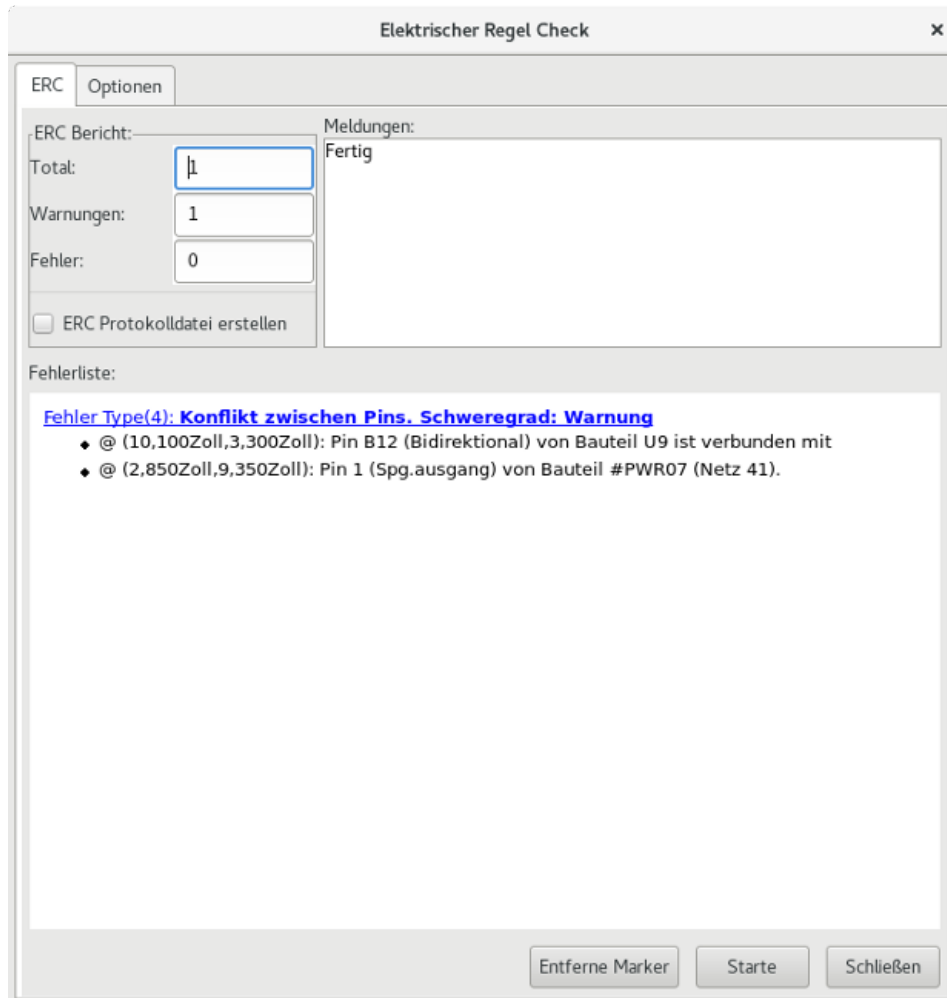 Elektrischer Regel Check
ERC
Optionen
ERC Bericht:
Total:
1
Warnungen:
1
Fehler:
0
ERC Protokolldatei erstellen
Meldungen:
Fertig
Fehlerliste:
Fehler Type(4): Konflikt zwischen Pins. Schweregrad: Warnung
@ (10,100Zoll,3,300Zoll): Pin B12 (Bidirektional) von Bauteil U9 ist verbunden mit
@ (2,850Zoll,9,350Zoll): Pin 1 (Spg.ausgang) von Bauteil #PWR07 (Netz 41).
Entferne Marker
Starte
Schließen